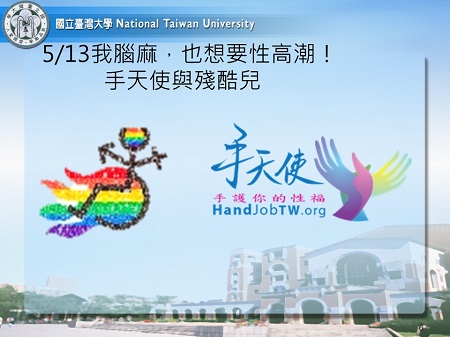 國立臺灣大學 National Taiwan University
5/13我腦麻，也想要性高潮！
手天使與殘酷兒
手天使
手護你的性福
HandJobTW.org